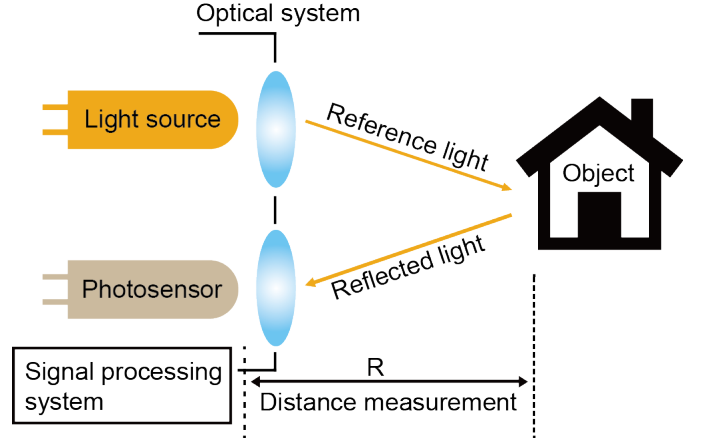 Optical system
Light source
Reference light
Object
Photosensor
Reflected light
Signal processing
system
R
Distance measurement